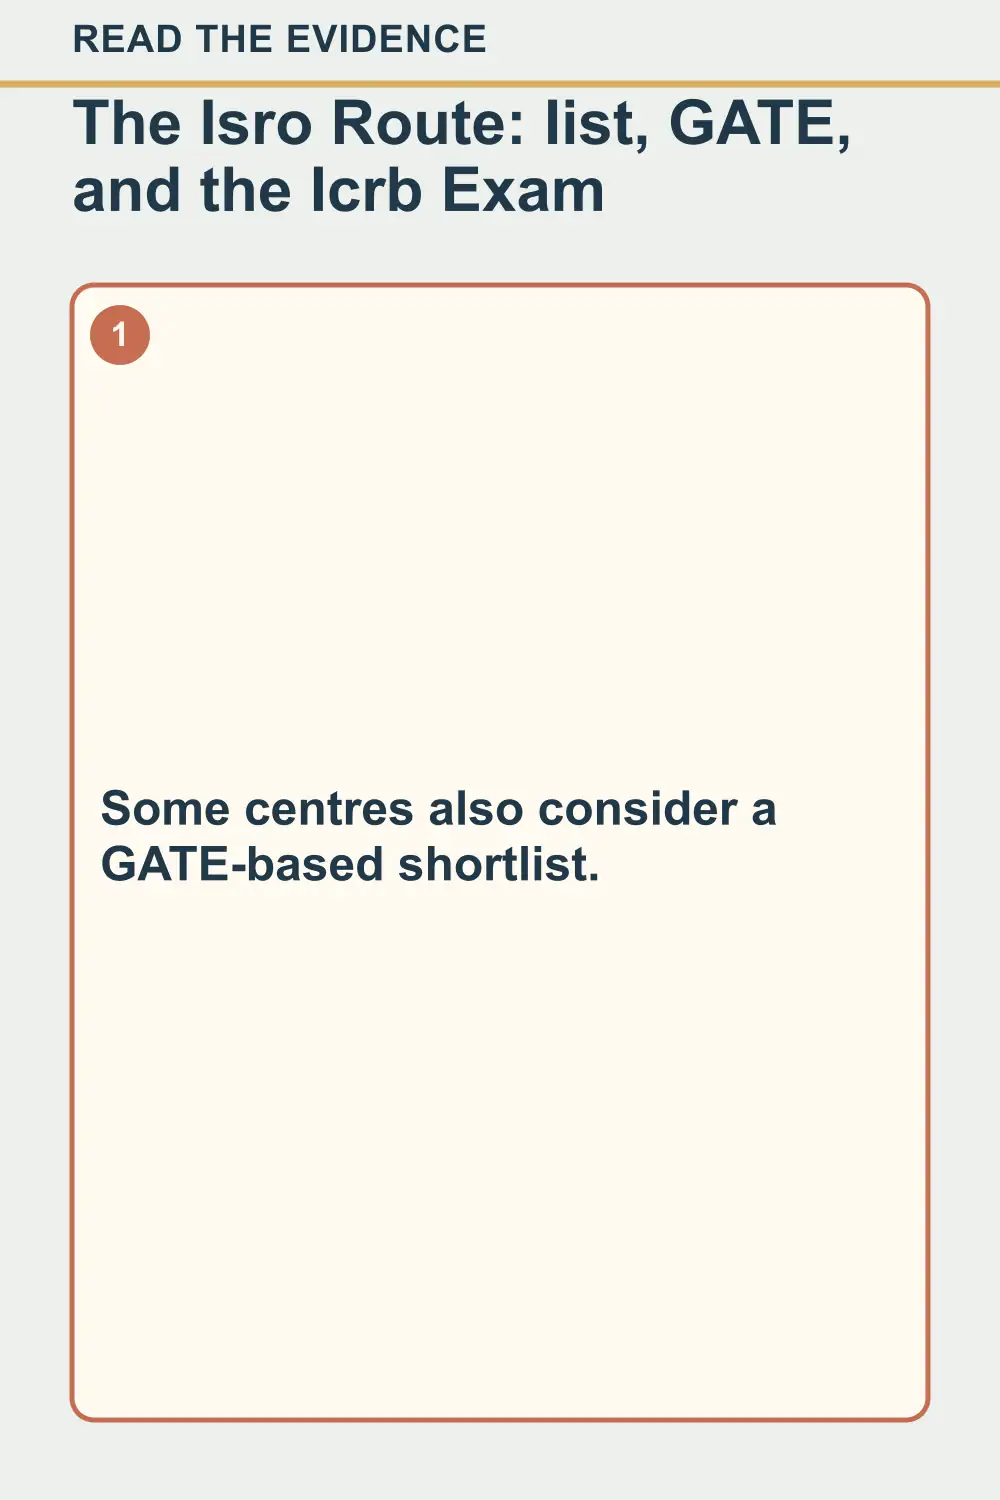 READ THE EVIDENCE
The Isro Route: list, GATE,
and the Icrb Exam
1
Some centres also consider a
GATE-based shortlist.